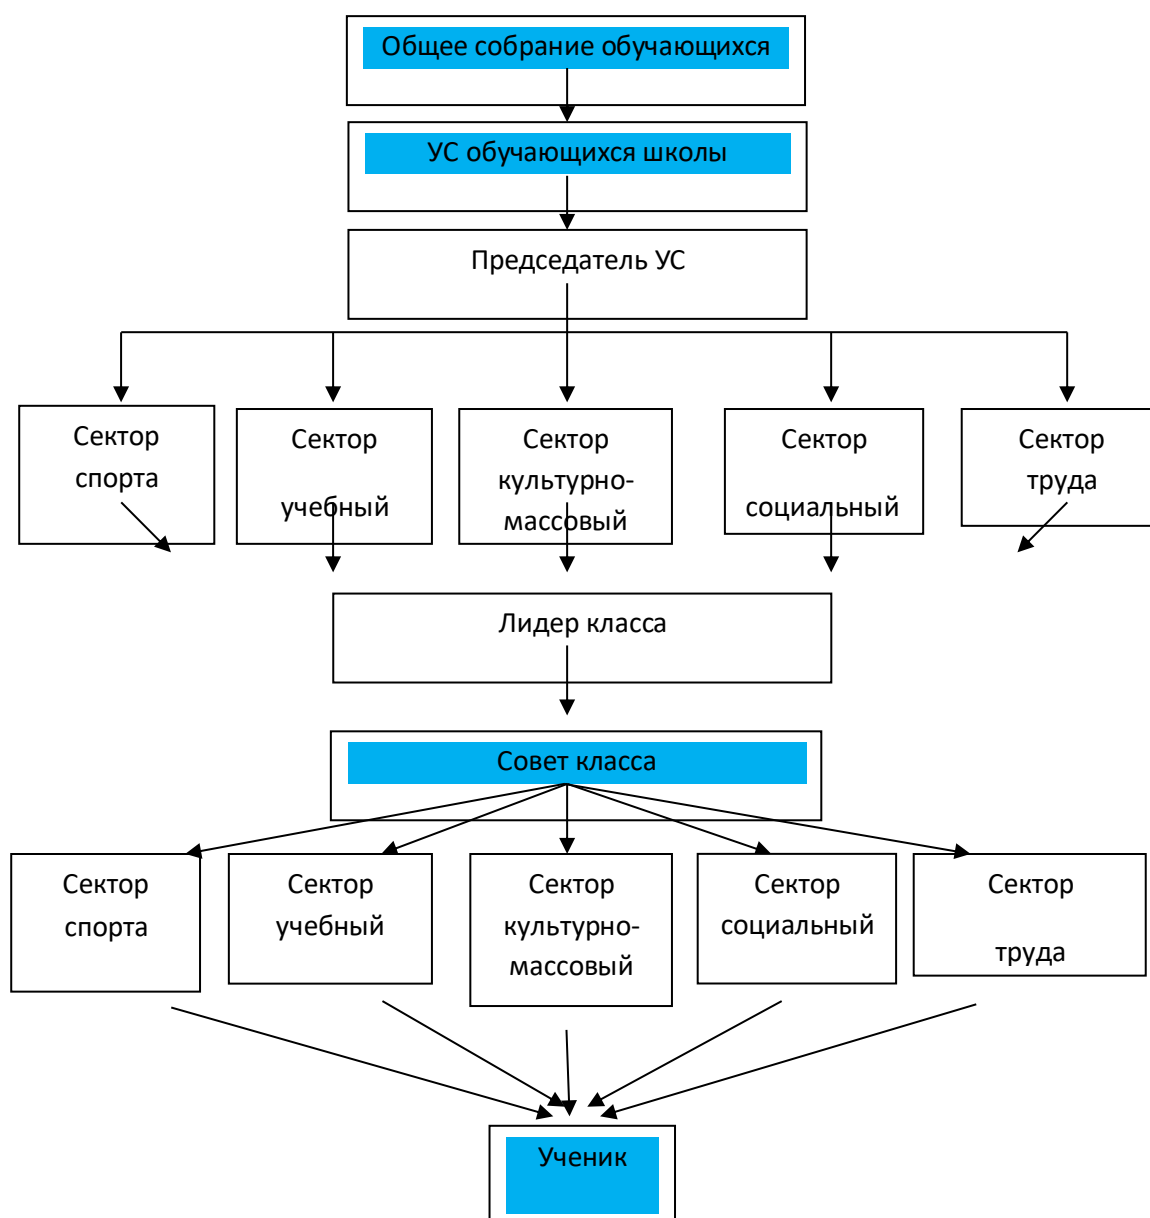 Общее собрание обучающихся
УС обучающихся школы
Председатель УС
Сектор
спорта
Сектор
учебный
Сектор
культурно-
массовый
Сектор
социальный
Сектор
труда
Лидер класса
Совет класса
Сектор
спорта
Сектор
учебный
Сектор
культурно-
массовый
Сектор
социальный
Сектор
труда
Ученик